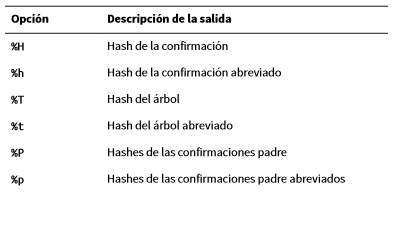 Opción Descripción de la salida
%H Hash de la confirmación
%h Hash de la confirmación abreviado
%T Hash del árbol
%t Hash del árbol abreviado
%P Hashes de las confirmaciones padre
%p Hashes de las confirmaciones padre abreviados